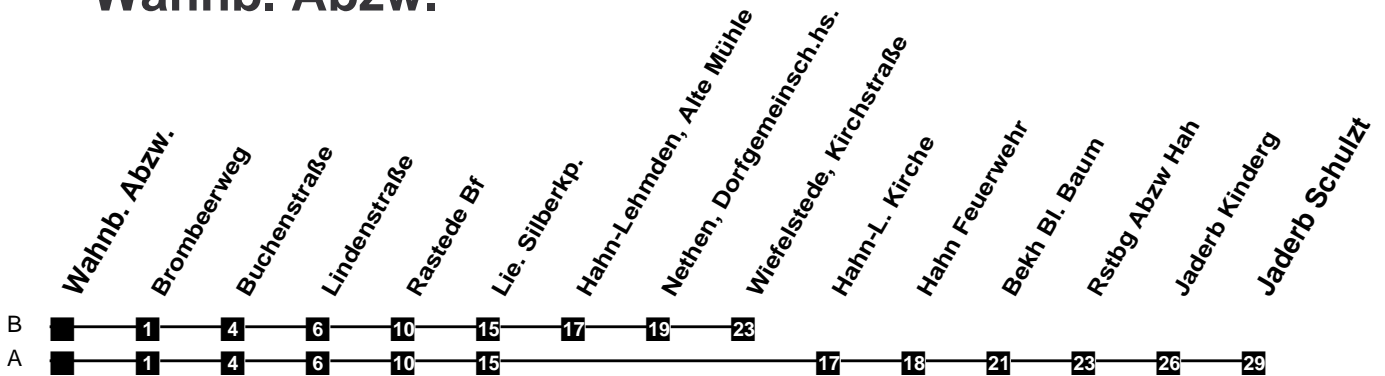 Wahnb. Abzw.
Wahnb. Abzw.
Brombeerweg
Buchenstraße
Lindenstraße
Rastede Bf
Lie. Silberkp.
Hahn-Lehmden, Alte Mühle
Nethen, Dorfgemeinsch.hs.
Wiefelstede, Kirchstraße
Hahn-L. Kirche
Hahn Feuerwehr
Bekh Bl. Baum
Rstbg Abzw Hah
Jaderb Kinderg
Jaderb Schulzt
B 1 4 6 10 15 17 19 23
A 1 4 6 10 15 17 18 21 23 26 29